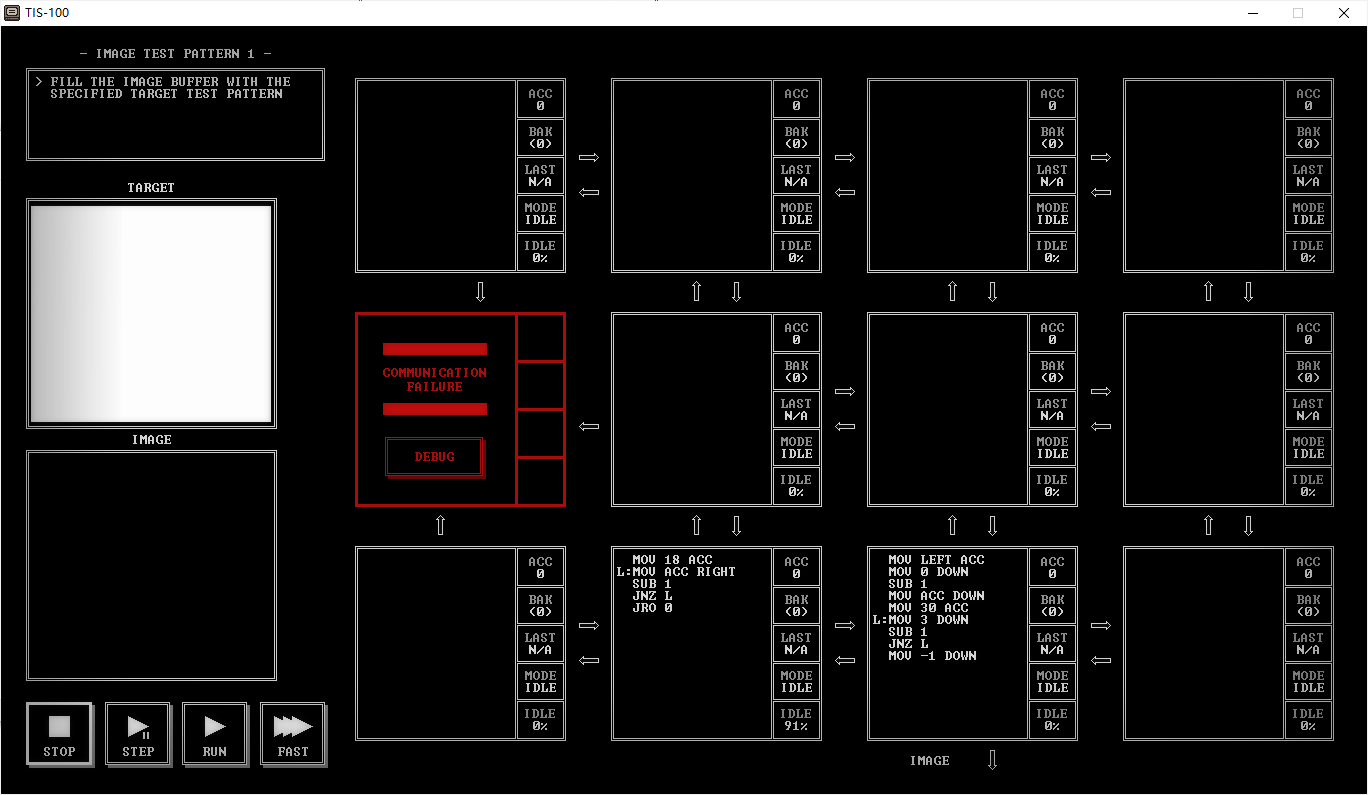 TIS-100
- IMAGE TEST PATTERN 1 -
> FILL THE IMAGE BUFFER WITH THE
SPECIFIED TARGET TEST PATTERN
TARGET
IMAGE
STOP
STEP
RUN
FAST
ACC
0
BAK
(0)
LAST
N/A
MODE
IDLE
IDLE
0%
ACC
0
BAK
(0)
LAST
N/A
MODE
IDLE
IDLE
0%
ACC
0
BAK
(0)
LAST
N/A
MODE
IDLE
IDLE
0%
ACC
0
BAK
(0)
LAST
N/A
MODE
IDLE
IDLE
0%
COMMUNICATION
FAILURE
DEBUG
ACC
0
BAK
(0)
LAST
N/A
MODE
IDLE
IDLE
0%
ACC
0
BAK
(0)
LAST
N/A
MODE
IDLE
IDLE
0%
ACC
0
BAK
(0)
LAST
N/A
MODE
IDLE
IDLE
0%
ACC
0
BAK
(0)
LAST
N/A
MODE
IDLE
IDLE
0%
MOV 18 ACC
L:MOV ACC RIGHT
SUB 1
JNZ L
JRO 0
ACC
0
BAK
(0)
LAST
N/A
MODE
IDLE
IDLE
91%
MOV LEFT ACC
MOV 0 DOWN
SUB 1
MOV ACC DOWN
MOV 30 ACC
L:MOV 3 DOWN
SUB 1
JNZ L
MOV -1 DOWN
ACC
0
BAK
(0)
LAST
N/A
MODE
IDLE
IDLE
0%
ACC
0
BAK
(0)
LAST
N/A
MODE
IDLE
IDLE
0%
IMAGE